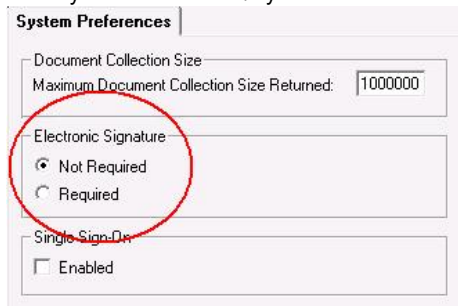 System Preferences
Document Collection Size
Maximum Document Collection Size Returned: 1000000
Electronic Signature
Not Required
Required
Single Sign-On
Enabled